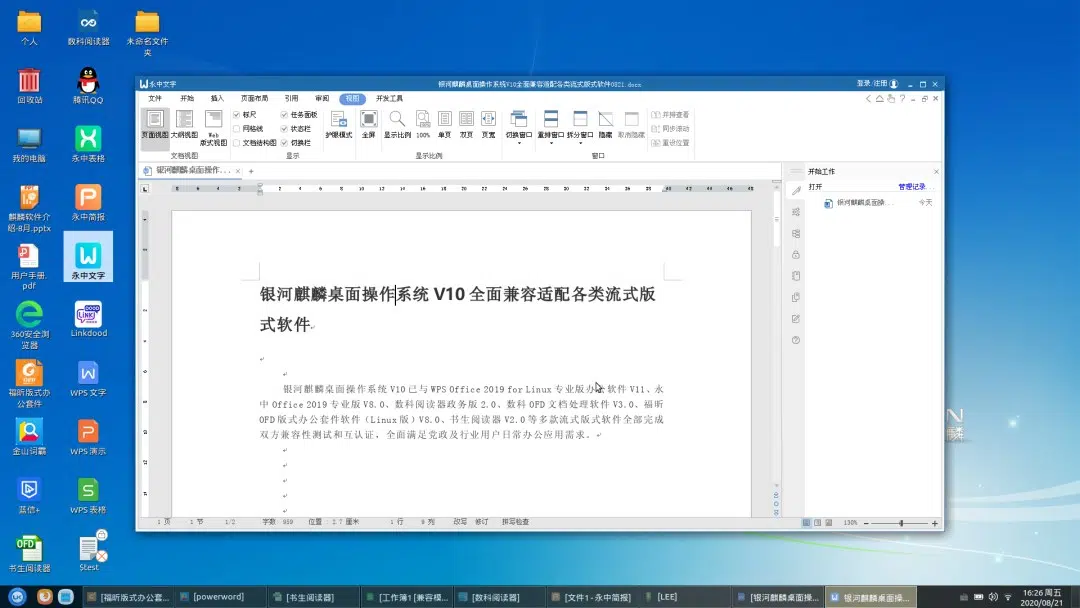 个人
数科阅读器
未命名文件
夹
回收站
腾讯QQ
我的电脑
永中表格
麒麟软件介
绍-8月.pptx
永中简报
用户手册.
pdf
永中文字
360安全浏
览器
Linkdood
福昕版式办
公套件
WPS 文字
金山词霸
WPS 演示
蓝信+
WPS 表格
书生阅读器
Stest
永中文字
银河麒麟桌面操作系统V10全面兼容适配各类流式版式软件0821.docx
登录/注册
文件 开始 插入 页面布局 引用 审阅 视图 开发工具
页面视图 大纲视图 Web 版式视图
标尺 网格线 文档结构图
任务面板 状态栏 切换栏
护眼模式 全屏 显示比例 100% 单页 双页 页宽
切换窗口 重排窗口 拆分窗口 隐藏 取消隐藏
并排查看 同步滚动 重设位置
文档视图 显示 显示比例 窗口
银河麒麟桌面操作...
开始工作
打开 管理记录...
银河麒麟桌面操... 今天
银河麒麟桌面操作系统 V10 全面兼容适配各类流式版
式软件
银河麒麟桌面操作系统 V10 已与 WPS Office 2019 for Linux 专业版办公软件 V11、永
中 Office 2019 专业版 V8.0、数科阅读器政务版 2.0、数科 OFD 文档处理软件 V3.0、福昕
OFD 版式办公套件软件（Linux 版）V8.0、书生阅读器 V2.0 等多款流式版式软件全部完成
双方兼容性测试和互认证，全面满足党政及行业用户日常办公应用需求。
1 页 1 节 1/2 字数 959 位置 2.7 厘米 1 行 9 列 改写 修订 拼写检查
130%
[福昕版式办公套... [powerword] [书生阅读器] [工作簿1[兼容模... [数科阅读器] [文件1 - 永中简报] [LEE] [银河麒麟桌面操... 银河麒麟桌面操...
16:26 周五
2020/08/21